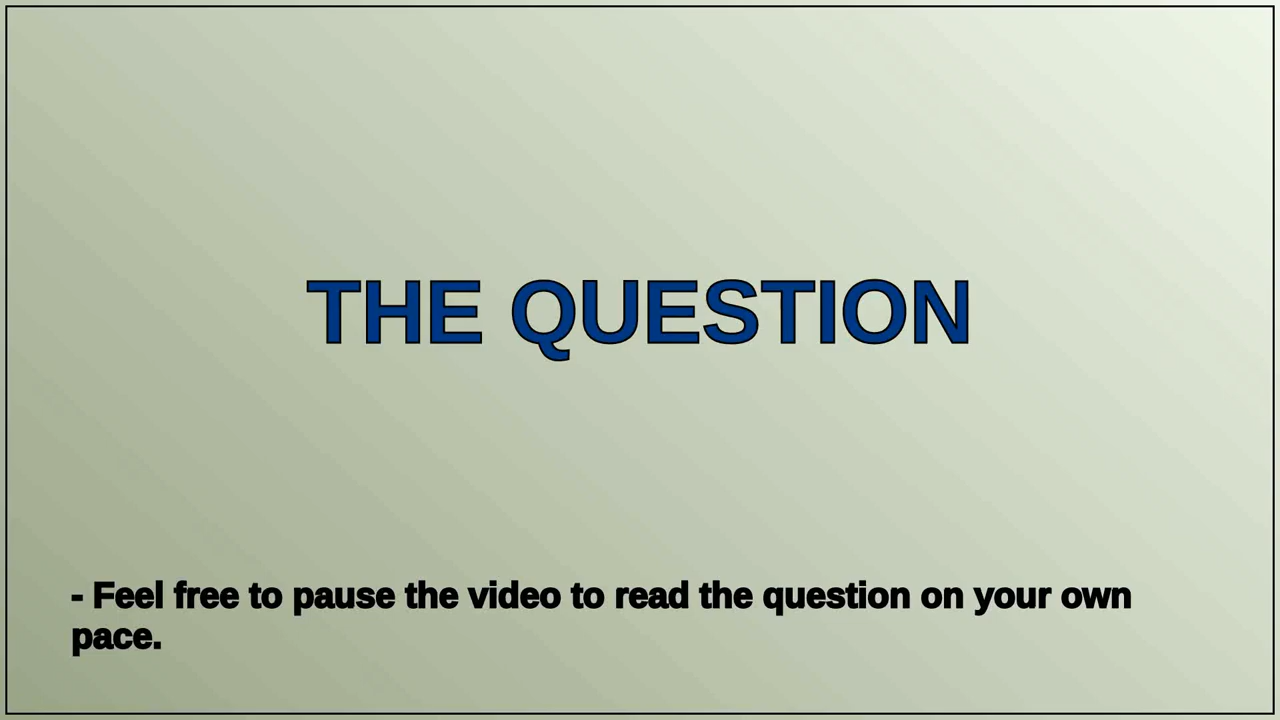 THE QUESTION
- Feel free to pause the video to read the question on your own
pace.